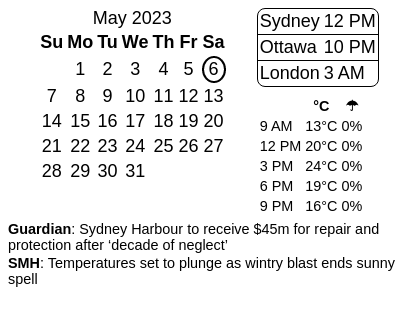 May 2023
Su Mo Tu We Th Fr Sa
1 2 3 4 5 6
7 8 9 10 11 12 13
14 15 16 17 18 19 20
21 22 23 24 25 26 27
28 29 30 31
Sydney 12 PM
Ottawa 10 PM
London 3 AM
°C ☂
9 AM 13°C 0%
12 PM 20°C 0%
3 PM 24°C 0%
6 PM 19°C 0%
9 PM 16°C 0%
Guardian: Sydney Harbour to receive $45m for repair and
protection after ‘decade of neglect’
SMH: Temperatures set to plunge as wintry blast ends sunny
spell